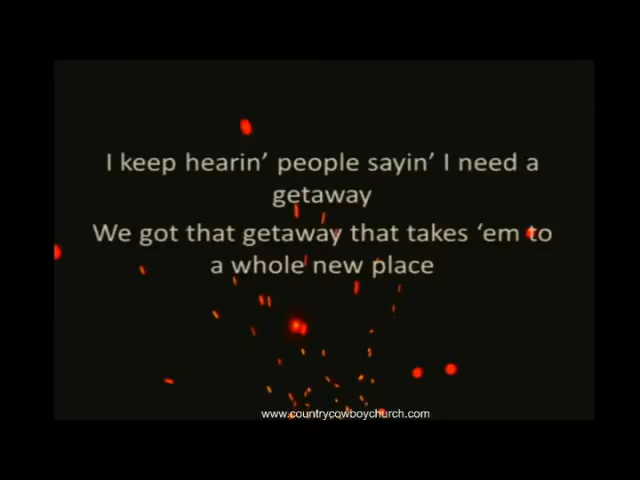 I keep hearin’ people sayin’ I need a
getaway
We got that getaway that takes ‘em to
a whole new place
www.countrycowboychurch.com